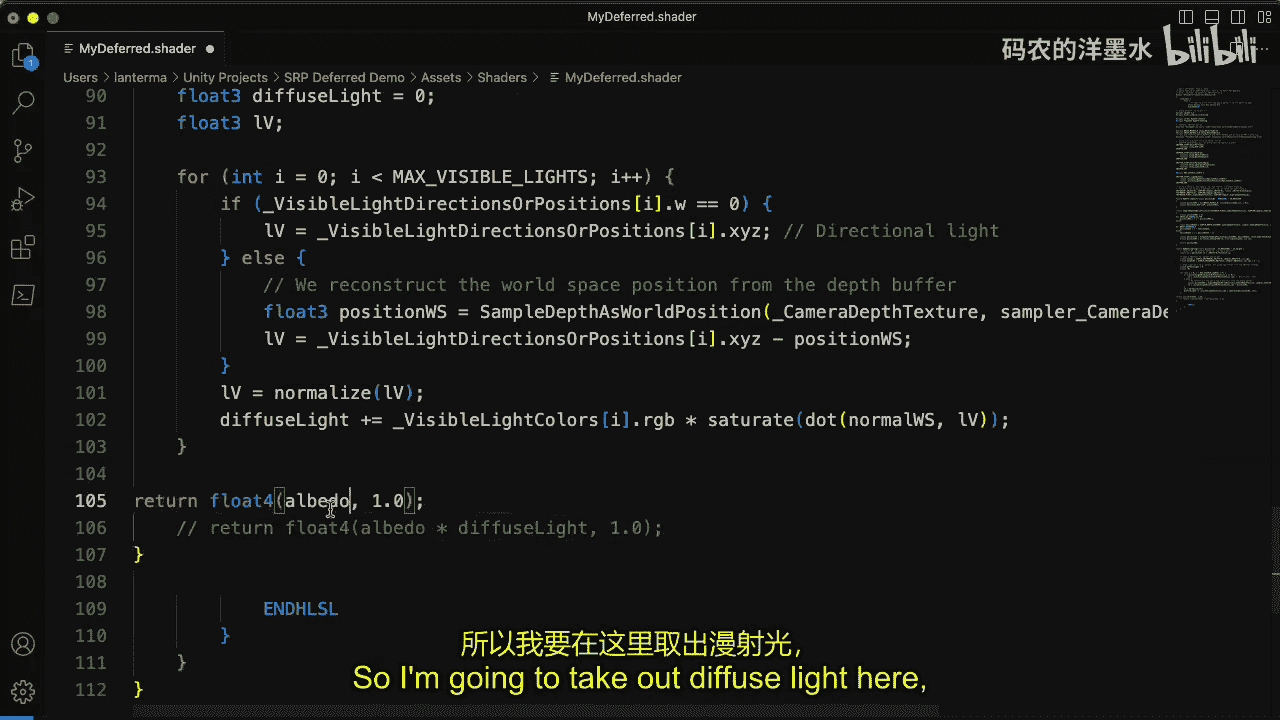 MyDeferred.shader
MyDeferred.shader
码农的洋墨水 bilibili
Users > lanterma > Unity Projects > SRP Deferred Demo > Assets > Shaders > MyDeferred.shader
1
90 float3 diffuseLight = 0;
91 float3 lV;
92
93 for (int i = 0; i < MAX_VISIBLE_LIGHTS; i++) {
94 if (_VisibleLightDirectionsOrPositions[i].w == 0) {
95 lV = _VisibleLightDirectionsOrPositions[i].xyz; // Directional light
96 } else {
97 // We reconstruct the world space position from the depth buffer
98 float3 positionWS = SampleDepthAsWorldPosition(_CameraDepthTexture, sampler_CameraDe
99 lV = _VisibleLightDirectionsOrPositions[i].xyz - positionWS;
100 }
101 lV = normalize(lV);
102 diffuseLight += _VisibleLightColors[i].rgb * saturate(dot(normalWS, lV));
103 }
104
105 return float4(albedo, 1.0);
106 // return float4(albedo * diffuseLight, 1.0);
107 }
108
109 ENDHLSL
110 }
111 }
112 }
所以我要在这里取出漫射光，
So I'm going to take out diffuse light here,